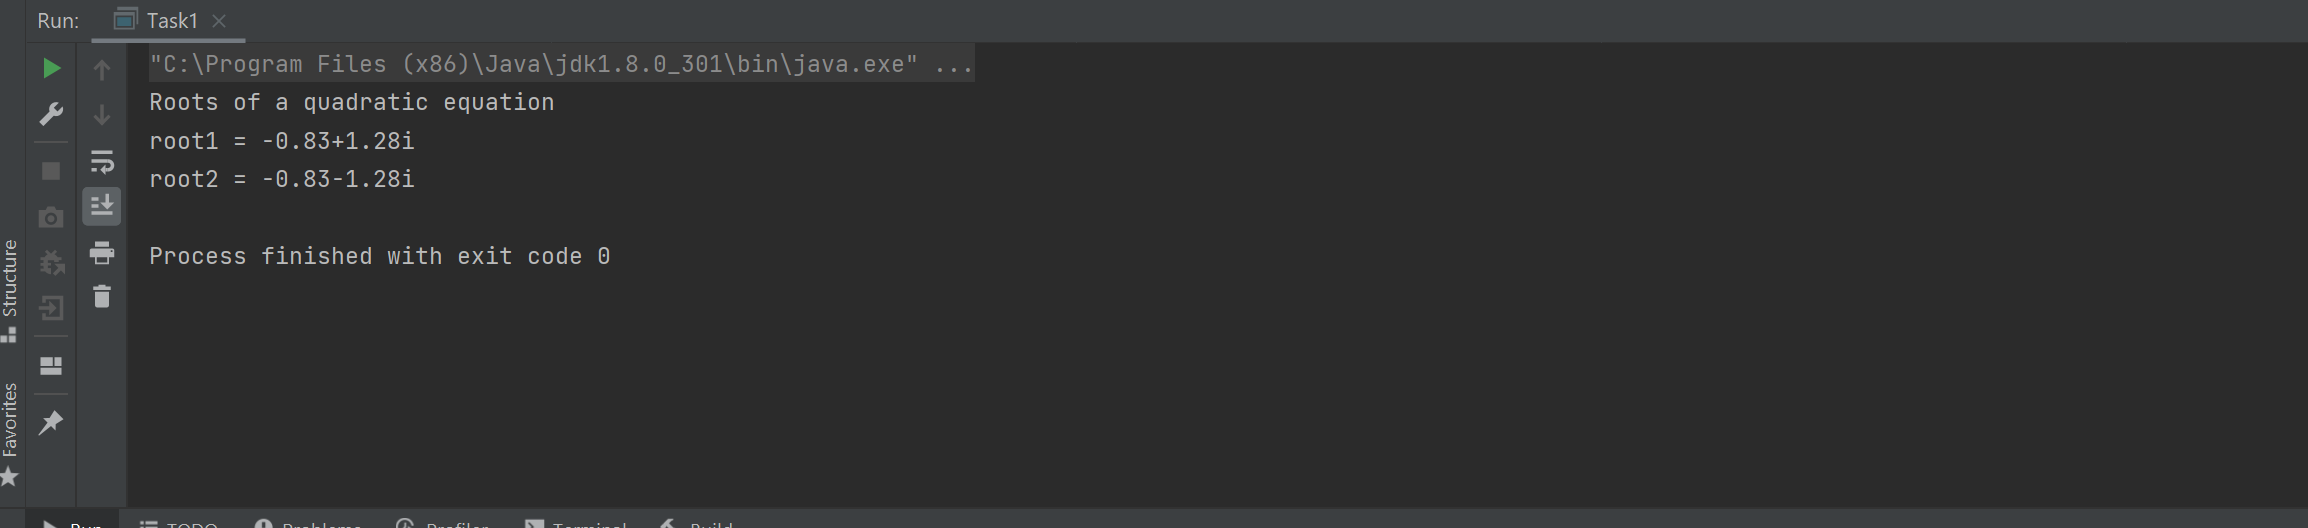 Run: Task1
"C:\Program Files (x86)\Java\jdk1.8.0_301\bin\java.exe" ...
Roots of a quadratic equation
root1 = -0.83+1.28i
root2 = -0.83-1.28i
Process finished with exit code 0
Structure
Favorites
Run TODO Problems Profiler Terminal Build